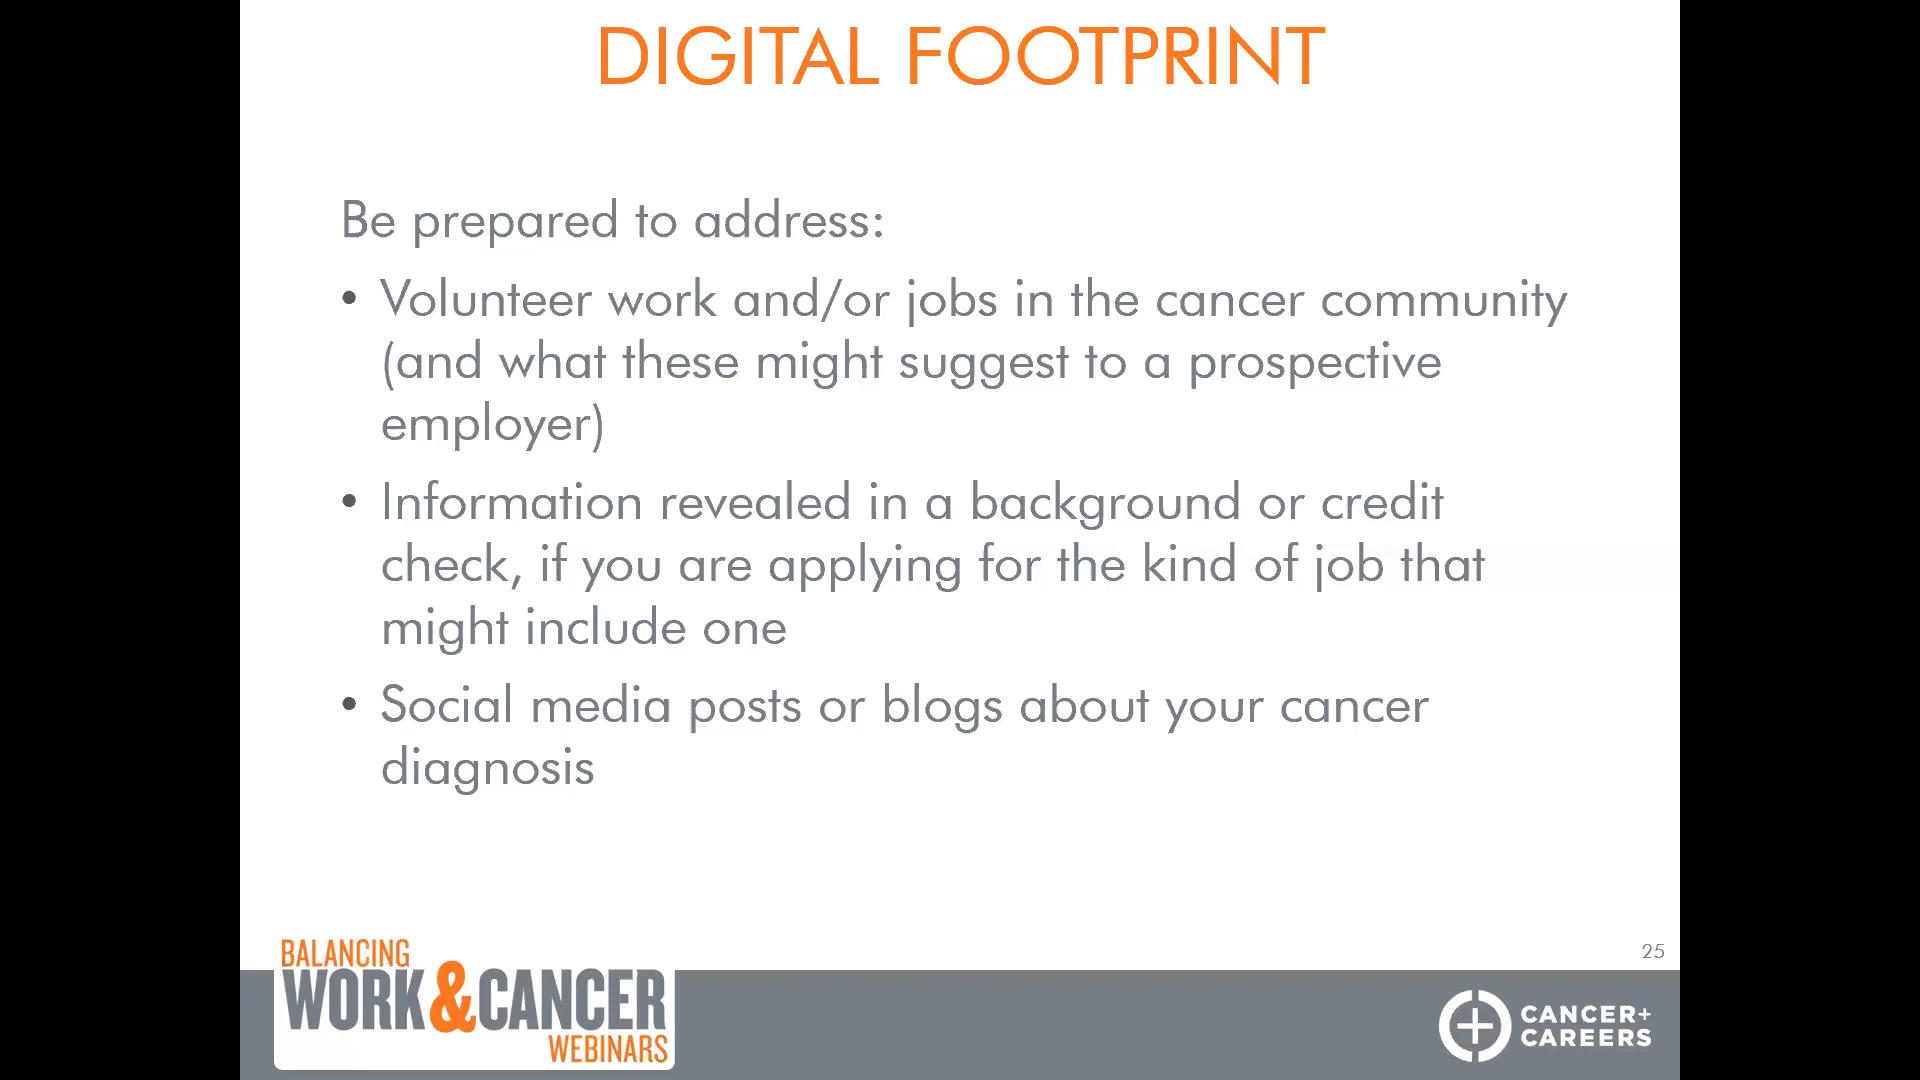 DIGITAL FOOTPRINT
Be prepared to address:
• Volunteer work and/or jobs in the cancer community
(and what these might suggest to a prospective
employer)
• Information revealed in a background or credit
check, if you are applying for the kind of job that
might include one
• Social media posts or blogs about your cancer
diagnosis
25
BALANCING
WORK&CANCER
WEBINARS
CANCER+
CAREERS